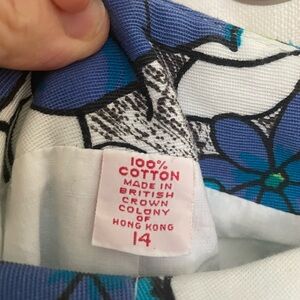 100%
COTTON
MADE IN
BRITISH
CROWN
COLONY
OF
HONG KONG
14